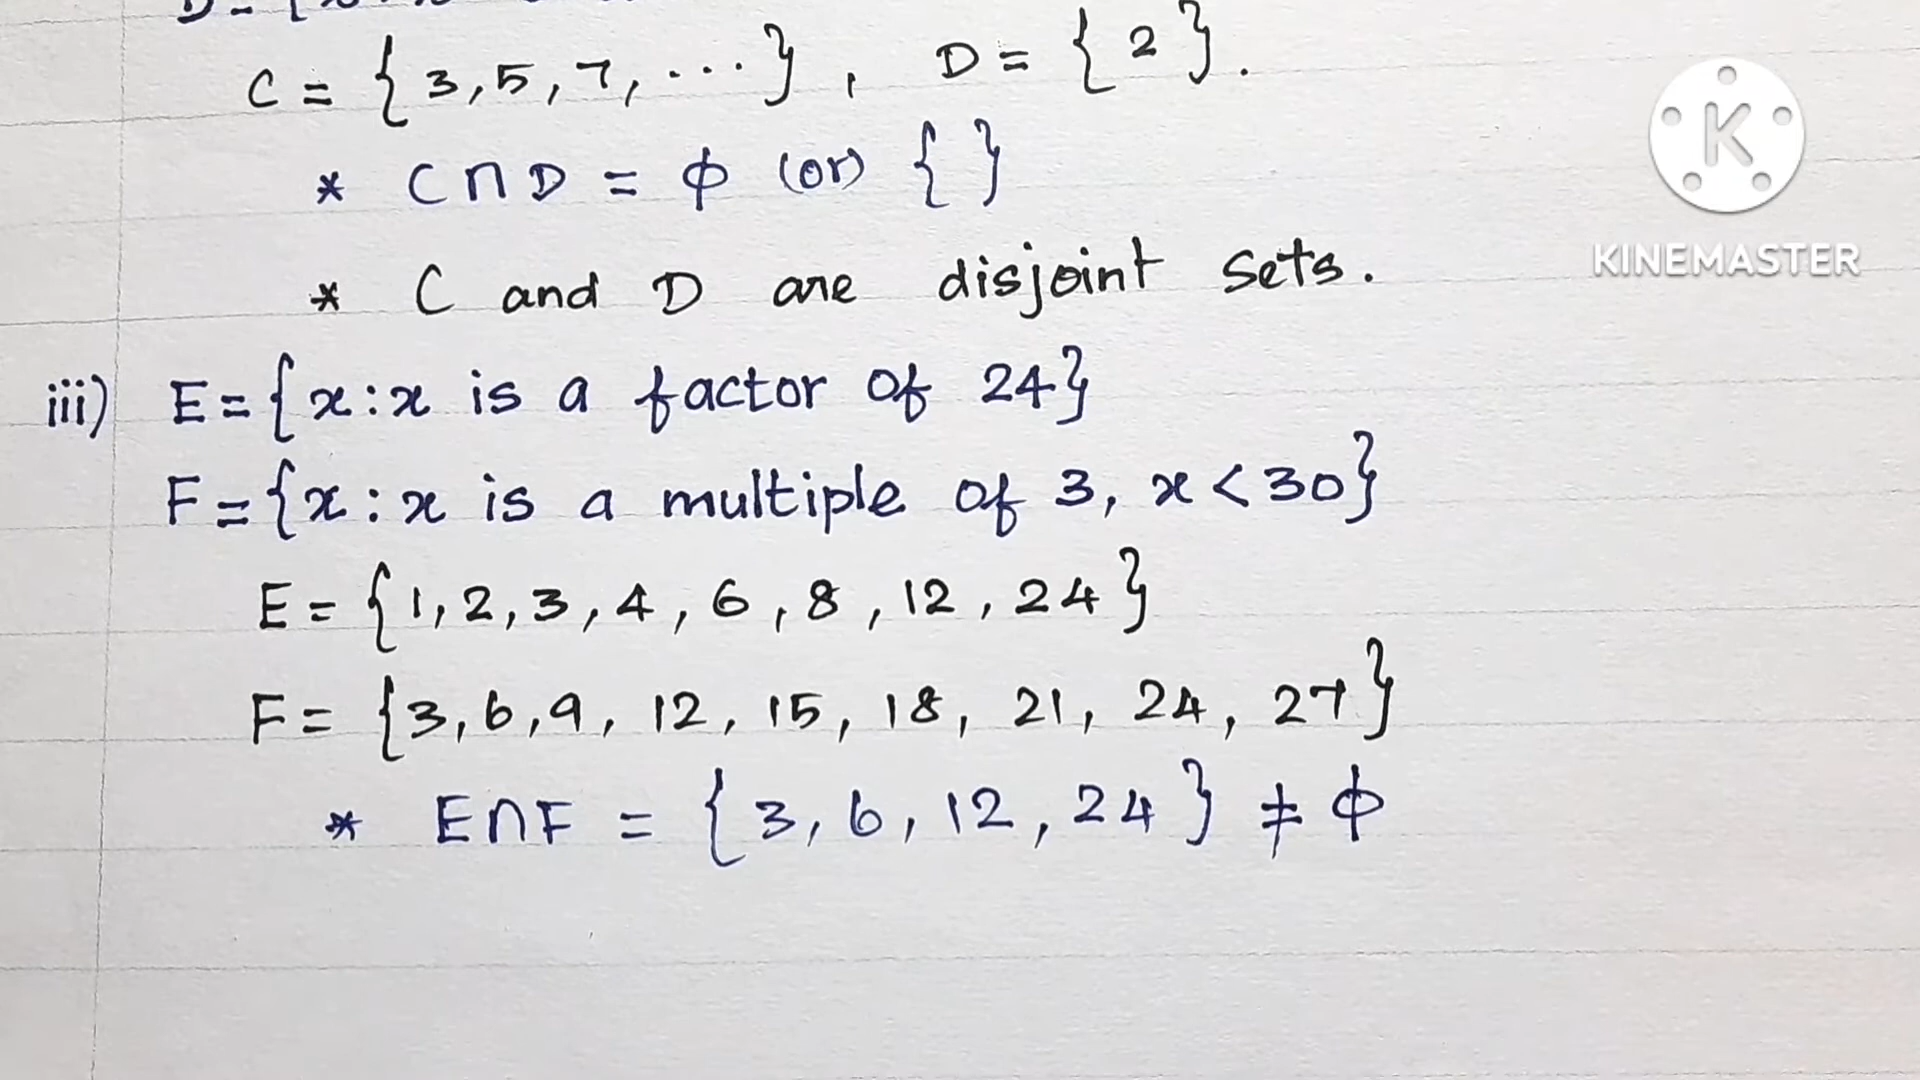 C = {3, 5, 7, ...}, D = {2}.
* C∩D = ϕ (or) { }
* C and D are disjoint sets.
iii) E = {x : x is a factor of 24}
F = {x : x is a multiple of 3, x < 30}
E = {1, 2, 3, 4, 6, 8, 12, 24}
F = {3, 6, 9, 12, 15, 18, 21, 24, 27}
* E∩F = {3, 6, 12, 24} ≠ ϕ
K
KINEMASTER